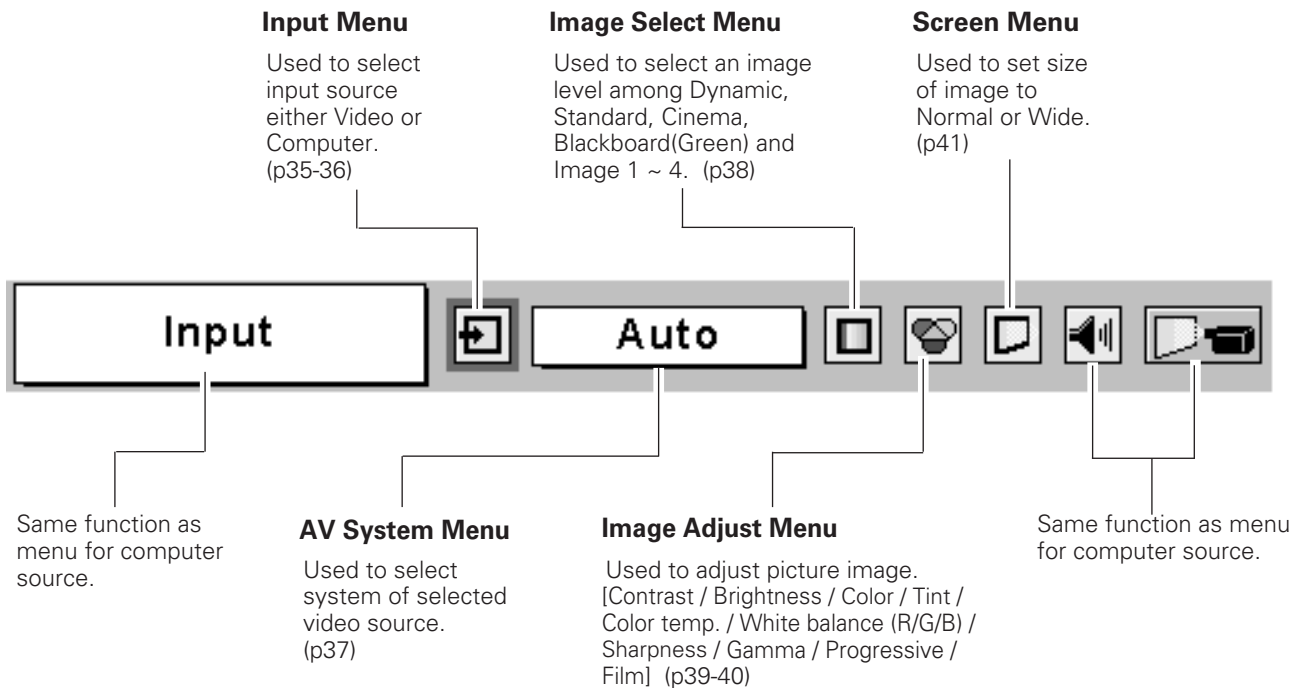 Input Menu
Used to select
input source
either Video or
Computer.
(p35-36)
Image Select Menu
Used to select an image
level among Dynamic,
Standard, Cinema,
Blackboard(Green) and
Image 1 ~ 4. (p38)
Screen Menu
Used to set size
of image to
Normal or Wide.
(p41)
Input
Auto
Same function as
menu for computer
source.
AV System Menu
Used to select
system of selected
video source.
(p37)
Image Adjust Menu
Used to adjust picture image.
[Contrast / Brightness / Color / Tint /
Color temp. / White balance (R/G/B) /
Sharpness / Gamma / Progressive /
Film] (p39-40)
Same function as menu
for computer source.